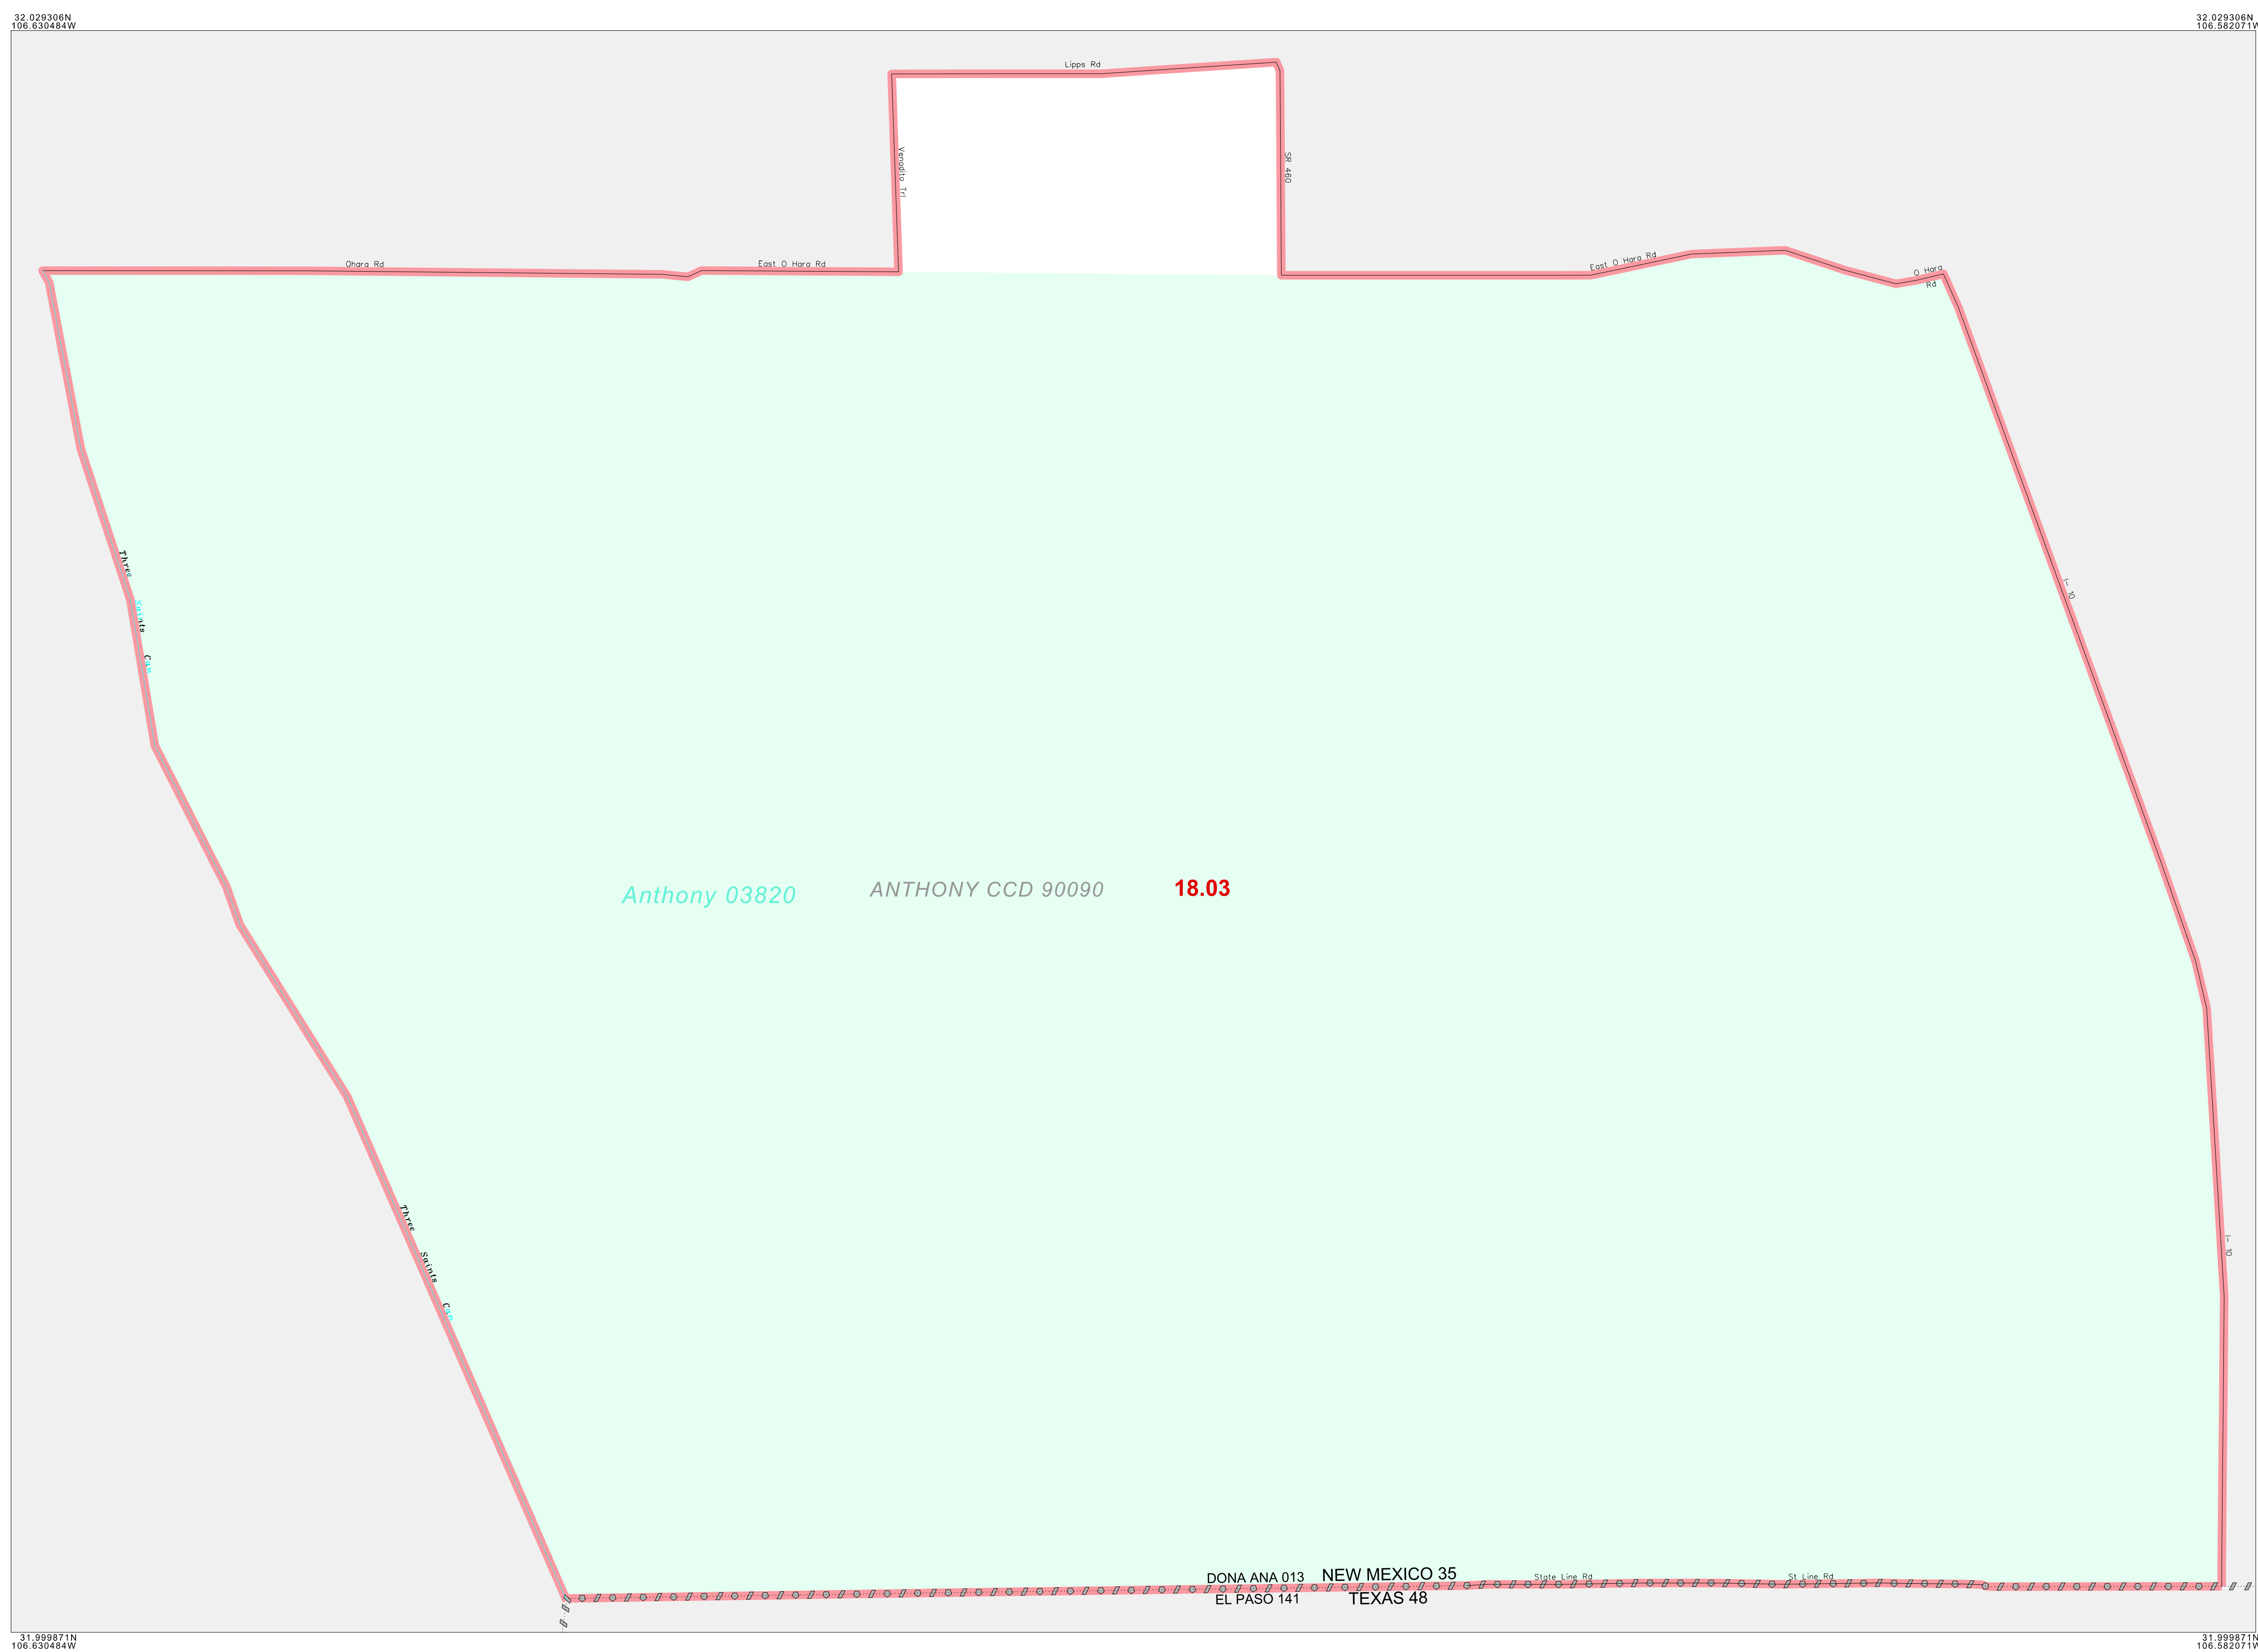 32.029306N
106.630484W
32.029306N
106.582071W
Lipps Rd
Venadito Trl
SR 460
Ohara Rd
East O Hara Rd
East O Hara Rd
O Hara
Rd
Three
Saints
Can
I- 10
Anthony 03820
ANTHONY CCD 90090
18.03
Three
Saints
Can
I- 10
DONA ANA 013
NEW MEXICO 35
State Line Rd
St Line Rd
EL PASO 141
TEXAS 48
31.999871N
106.630484W
31.999871N
106.582071W